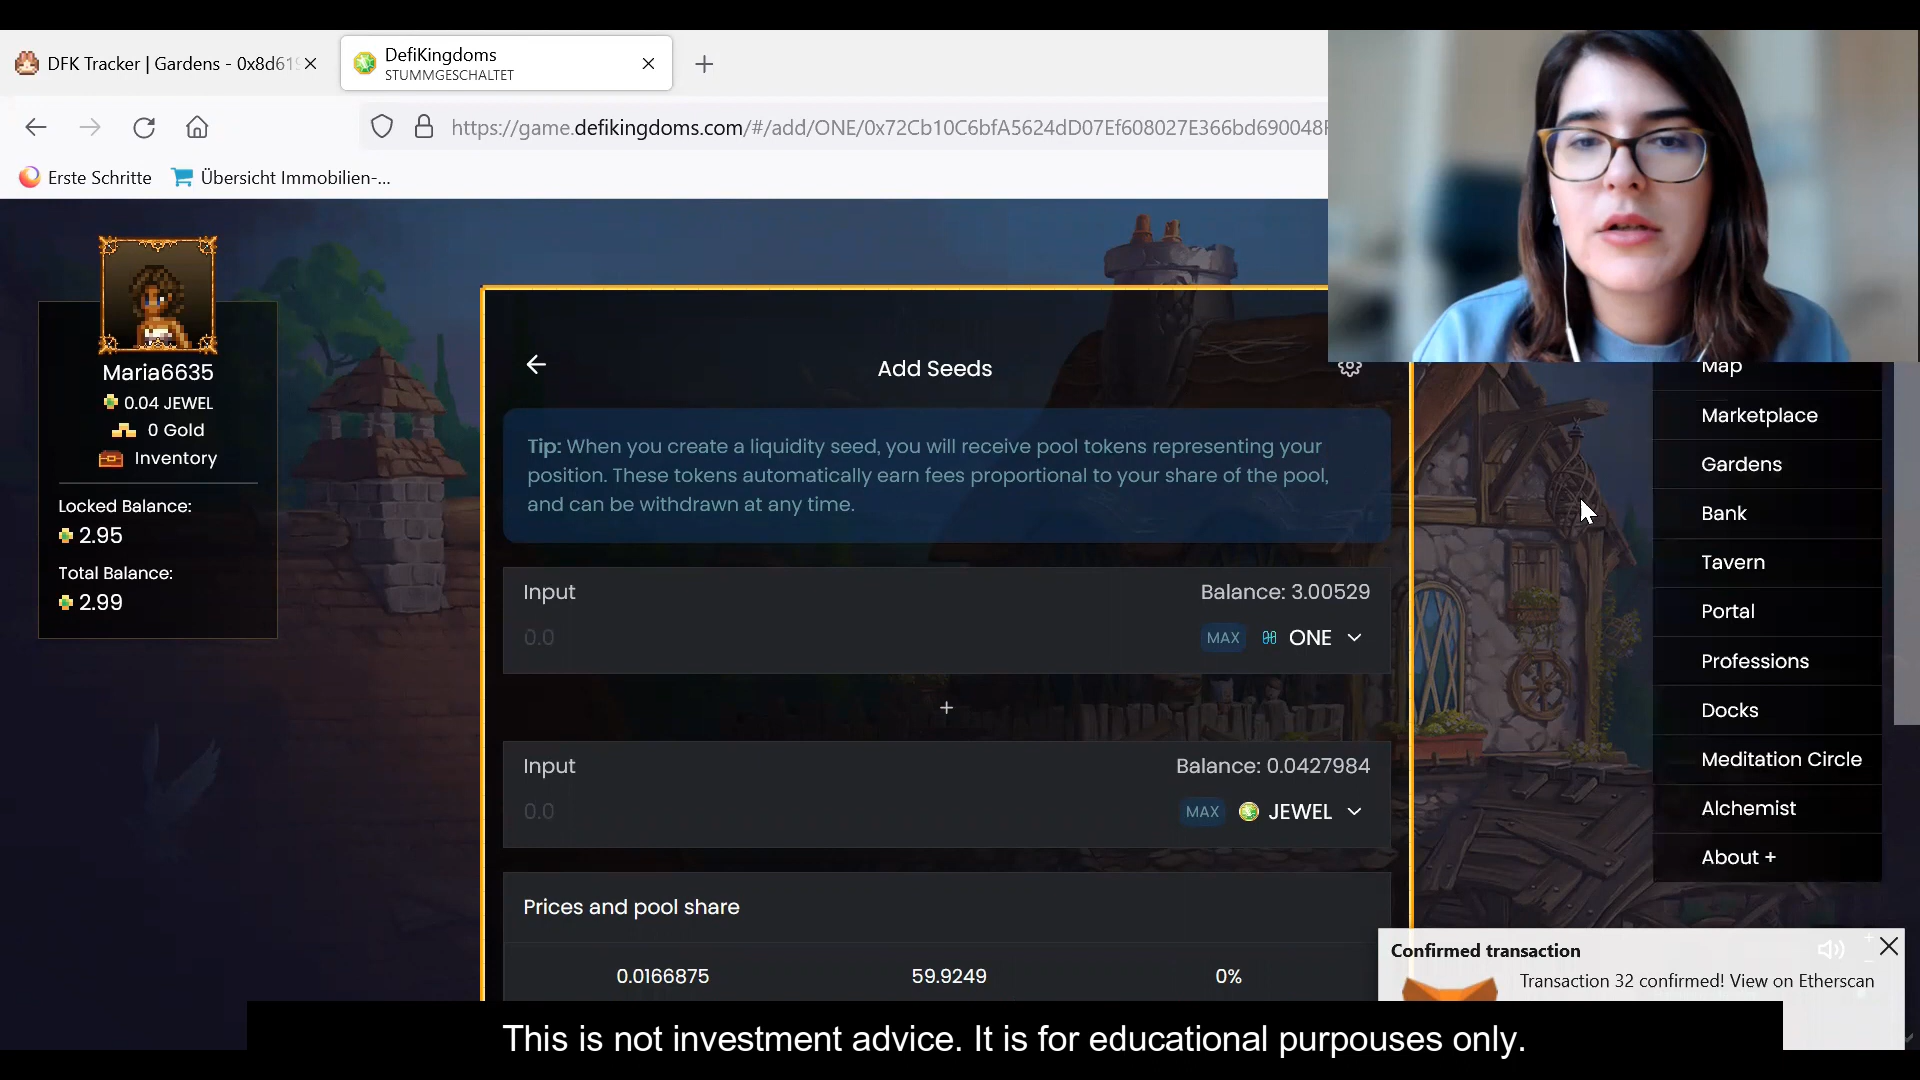 DFK Tracker | Gardens - 0x8d619
DefiKingdoms
STUMMGESCHALTET
https://game.defikingdoms.com/#/add/ONE/0x72Cb10C6bfA5624dD07Ef608027E366bd690048F
Erste Schritte
Übersicht Immobilien-...
Maria6635
0.04 JEWEL
0 Gold
Inventory
Locked Balance:
2.95
Total Balance:
2.99
Add Seeds
Tip: When you create a liquidity seed, you will receive pool tokens representing your
position. These tokens automatically earn fees proportional to your share of the pool,
and can be withdrawn at any time.
Input
Balance: 3.00529
0.0
MAX
ONE
+
Input
Balance: 0.0427984
0.0
MAX
JEWEL
Prices and pool share
0.0166875
59.9249
0%
Map
Marketplace
Gardens
Bank
Tavern
Portal
Professions
Docks
Meditation Circle
Alchemist
About +
Confirmed transaction
Transaction 32 confirmed! View on Etherscan
This is not investment advice. It is for educational purpouses only.